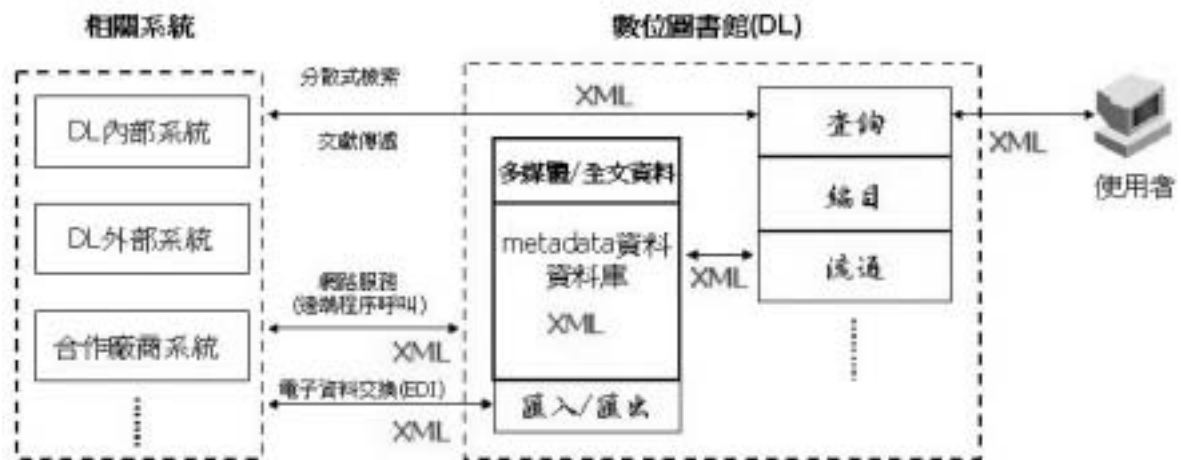 相關系統
數位圖書館(DL)
DL內部系統
DL外部系統
合作廠商系統
分散式檢索
XML
文獻傳遞
網路服務
(遠端程序呼叫)
XML
電子資料交換(EDI)
XML
多媒體/全文資料
metadata資料
資料庫
XML
匯入/匯出
XML
查詢
編目
流通
XML
使用者